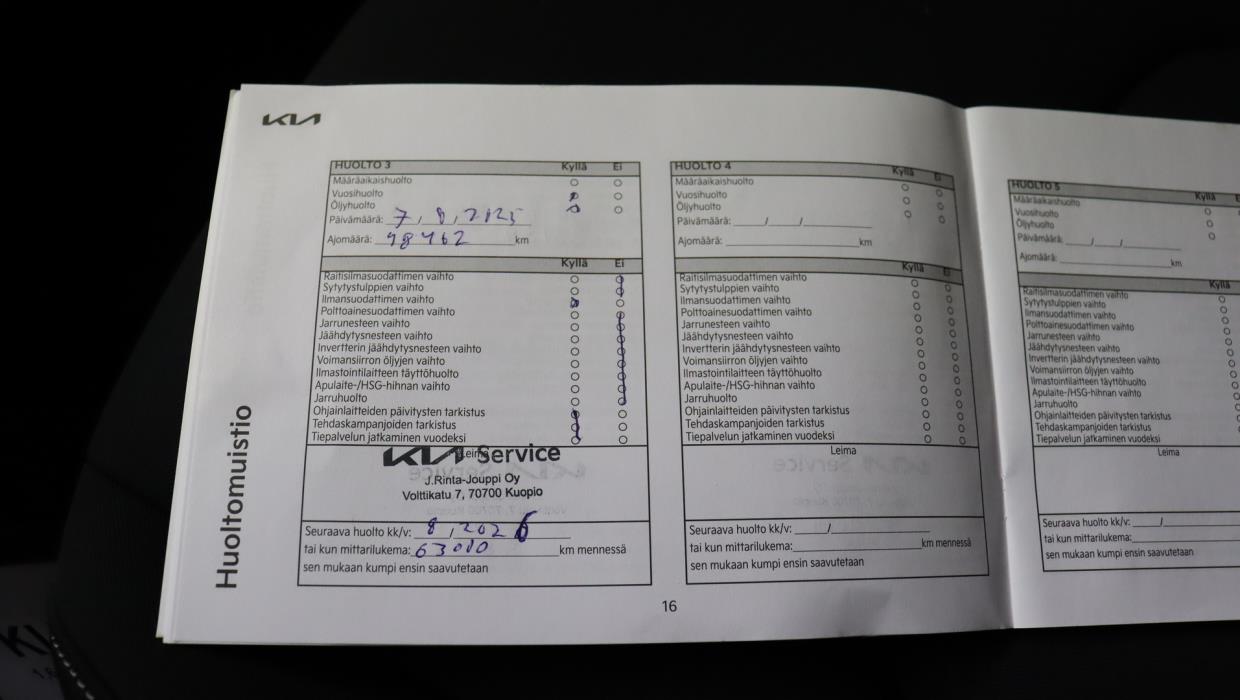 KIA
Huoltomuistio
HUOLTO 3 Kyllä Ei
Määräaikaishuolto
Vuosihuolto
Öljyhuolto
Päivämäärä: 7, 8, 2025
Ajomäärä: 48462 km
Kyllä Ei
Raitisilmasuodattimen vaihto
Sytytystulppien vaihto
Ilmansuodattimen vaihto
Polttoainesuodattimen vaihto
Jarrunesteen vaihto
Jäähdytysnesteen vaihto
Invertterin jäähdytysnesteen vaihto
Voimansiirron öljyjen vaihto
Ilmastointilaitteen täyttöhuolto
Apulaite-/HSG-hihnan vaihto
Jarruhuolto
Ohjainlaitteiden päivitysten tarkistus
Tehdaskampanjoiden tarkistus
Tiepalvelun jatkaminen vuodeksi
Leima
KIA Service
J.Rinta-Jouppi Oy
Volttikatu 7, 70700 Kuopio
Seuraava huolto kk/v: 8, 2026
tai kun mittarilukema: 63000 km mennessä
sen mukaan kumpi ensin saavutetaan
HUOLTO 4 Kyllä Ei
Määräaikaishuolto
Vuosihuolto
Öljyhuolto
Päivämäärä: / /
Ajomäärä: km
Kyllä Ei
Raitisilmasuodattimen vaihto
Sytytystulppien vaihto
Ilmansuodattimen vaihto
Polttoainesuodattimen vaihto
Jarrunesteen vaihto
Jäähdytysnesteen vaihto
Invertterin jäähdytysnesteen vaihto
Voimansiirron öljyjen vaihto
Ilmastointilaitteen täyttöhuolto
Apulaite-/HSG-hihnan vaihto
Jarruhuolto
Ohjainlaitteiden päivitysten tarkistus
Tehdaskampanjoiden tarkistus
Tiepalvelun jatkaminen vuodeksi
Leima
Seuraava huolto kk/v: /
tai kun mittarilukema: km mennessä
sen mukaan kumpi ensin saavutetaan
16
HUOLTO 5 Kyllä
Määräaikaishuolto
Vuosihuolto
Öljyhuolto
Päivämäärä: / /
Ajomäärä: km
Kyllä
Raitisilmasuodattimen vaihto
Sytytystulppien vaihto
Ilmansuodattimen vaihto
Polttoainesuodattimen vaihto
Jarrunesteen vaihto
Jäähdytysnesteen vaihto
Invertterin jäähdytysnesteen vaihto
Voimansiirron öljyjen vaihto
Ilmastointilaitteen täyttöhuolto
Apulaite-/HSG-hihnan vaihto
Jarruhuolto
Ohjainlaitteiden päivitysten tarkistus
Tehdaskampanjoiden tarkistus
Tiepalvelun jatkaminen vuodeksi
Leima
Seuraava huolto kk/v: /
tai kun mittarilukema:
sen mukaan kumpi ensin saavutetaan